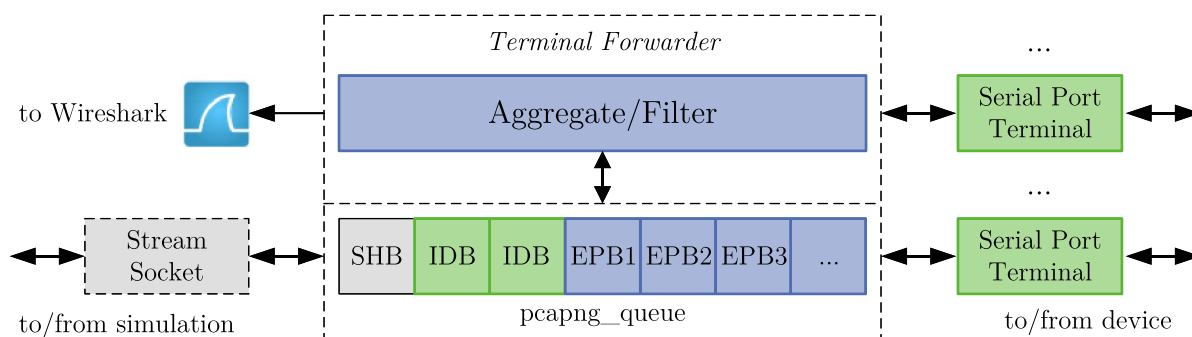 Terminal Forwarder
...
to Wireshark
Aggregate/Filter
Serial Port
Terminal
...
Stream
Socket
SHB
IDB
IDB
EPB1
EPB2
EPB3
...
Serial Port
Terminal
to/from simulation
pcapng_queue
to/from device